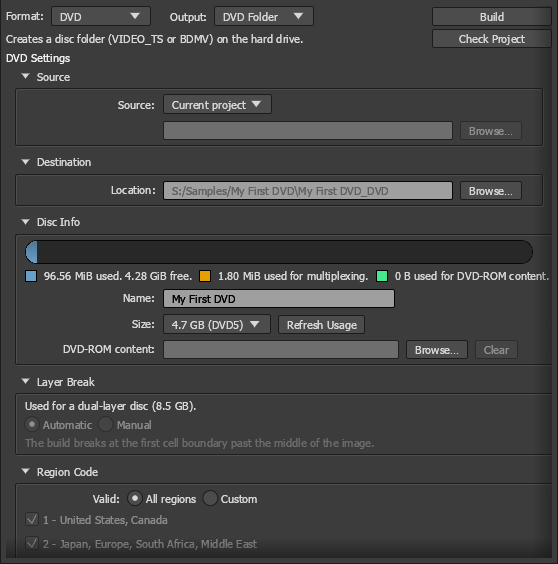 Format: DVD Output: DVD Folder Build
Creates a disc folder (VIDEO_TS or BDMV) on the hard drive. Check Project
DVD Settings
Source
Source: Current project
Browse...
Destination
Location: S:/Samples/My First DVD\My First DVD_DVD Browse...
Disc Info
96.56 MiB used. 4.28 GiB free. 1.80 MiB used for multiplexing. 0 B used for DVD-ROM content.
Name: My First DVD
Size: 4.7 GB (DVD5) Refresh Usage
DVD-ROM content: Browse... Clear
Layer Break
Used for a dual-layer disc (8.5 GB).
Automatic Manual
The build breaks at the first cell boundary past the middle of the image.
Region Code
Valid: All regions Custom
1 - United States, Canada
2 - Japan, Europe, South Africa, Middle East